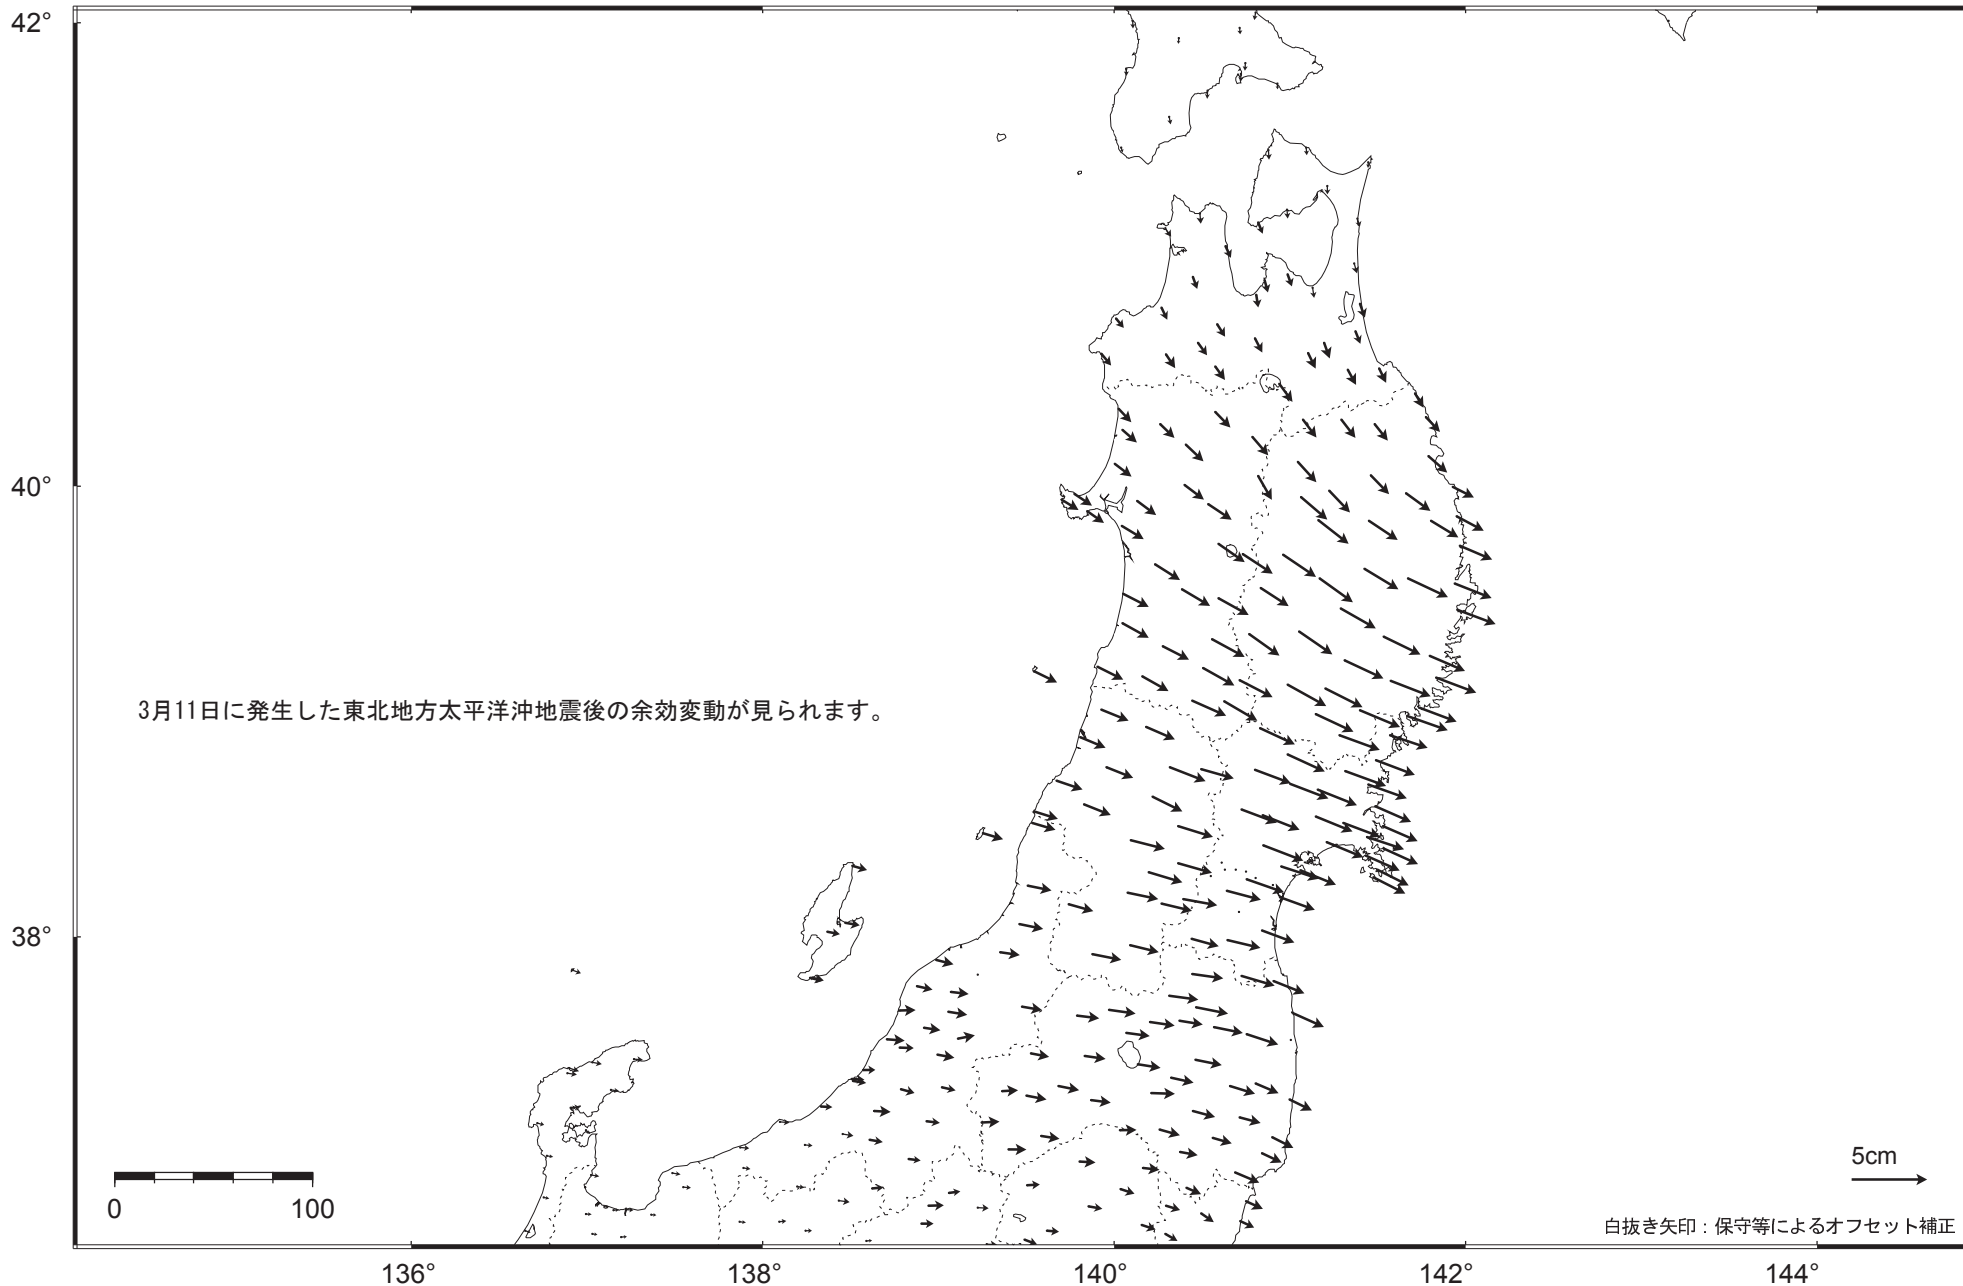 42°
40°
3月11日に発生した東北地方太平洋沖地震後の余効変動が見られます。
38°
5cm
0 100
白抜き矢印：保守等によるオフセット補正
136° 138° 140° 142° 144°